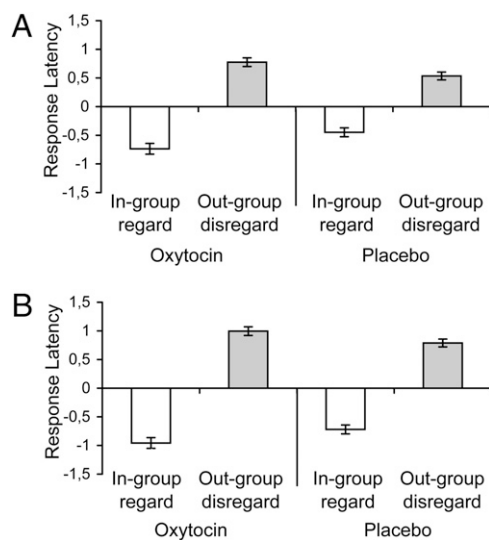 A
Response Latency
1,5
1
0,5
0
-0,5
-1
-1,5
In-group regard
Out-group disregard
In-group regard
Out-group disregard
Oxytocin
Placebo
B
Response Latency
1,5
1
0,5
0
-0,5
-1
-1,5
In-group regard
Out-group disregard
In-group regard
Out-group disregard
Oxytocin
Placebo